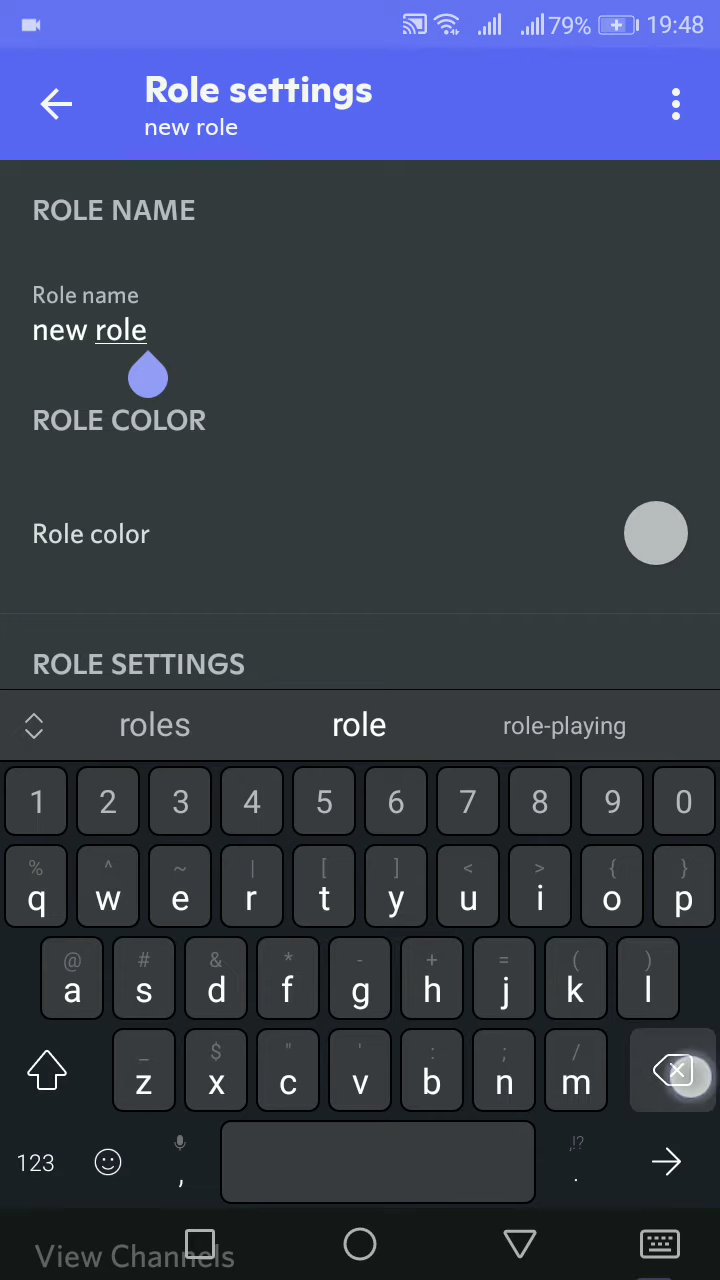 79% 19:48
Role settings
new role
ROLE NAME
Role name
new role
ROLE COLOR
Role color
ROLE SETTINGS
roles role role-playing
1 2 3 4 5 6 7 8 9 0
% ^ ~ | [ ] < > { }
q w e r t y u i o p
@ # & * - + = ( )
a s d f g h j k l
_ $ " ' : ; /
z x c v b n m
,!?
123 , .
View Channels